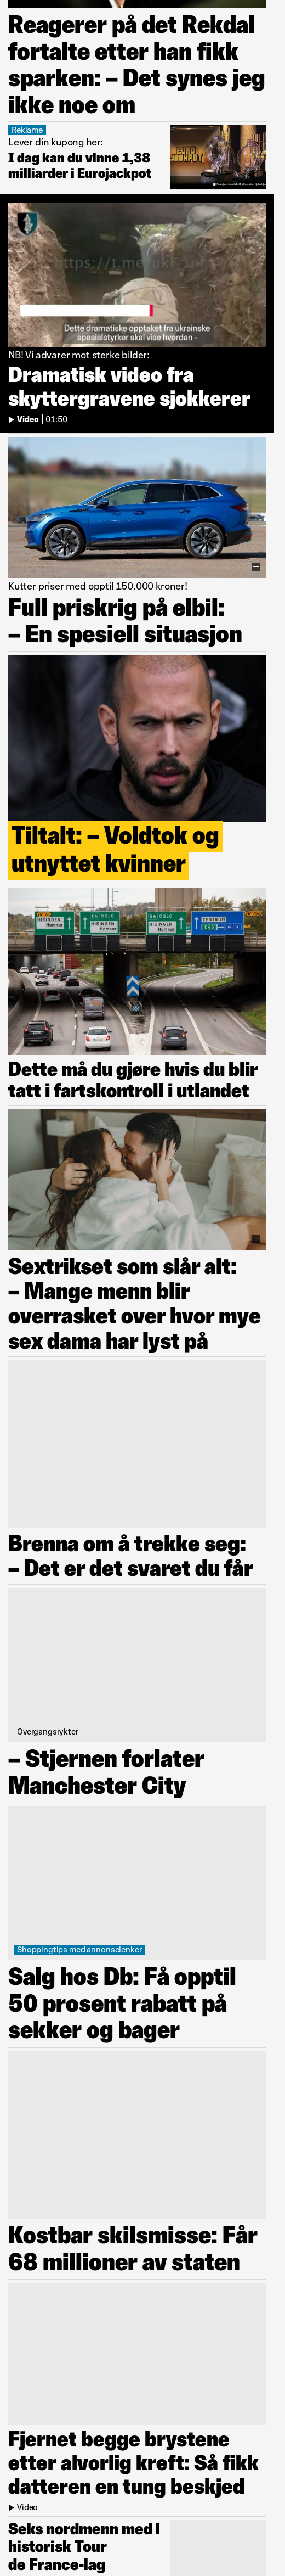 Reagerer på det Rekdal
fortalte etter han fikk
sparken: – Det synes jeg
ikke noe om
Reklame
Lever din kupong her:
I dag kan du vinne 1,38
milliarder i Eurojackpot
EURO
JACKPOT
https://t.me/ukr
Dette dramatiske opptaket fra ukrainske
spesialstyrker skal vise hvordan -
NB! Vi advarer mot sterke bilder:
Dramatisk video fra
skyttergravene sjokkerer
Video | 01:50
Kutter priser med opptil 150.000 kroner!
Full priskrig på elbil:
– En spesiell situasjon
Tiltalt: – Voldtok og
utnyttet kvinner
HISINGEN
Hamnar
E6 OSLO
HISINGEN
Hamnar
E6 OSLO
HISINGEN
Hamnar
CENTRUM
E45
Dette må du gjøre hvis du blir
tatt i fartskontroll i utlandet
Sextrikset som slår alt:
– Mange menn blir
overrasket over hvor mye
sex dama har lyst på
Brenna om å trekke seg:
– Det er det svaret du får
Overgangsrykter
– Stjernen forlater
Manchester City
Shoppingtips med annonselenker
Salg hos Db: Få opptil
50 prosent rabatt på
sekker og bager
Kostbar skilsmisse: Får
68 millioner av staten
Fjernet begge brystene
etter alvorlig kreft: Så fikk
datteren en tung beskjed
Video
Seks nordmenn med i
historisk Tour
de France-lag